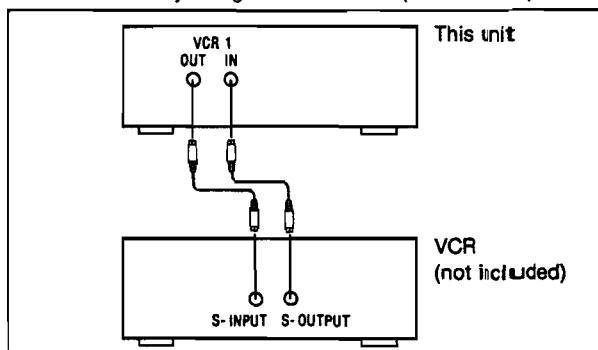 This unit
VCR 1
OUT IN
VCR
(not included)
S-INPUT S-OUTPUT